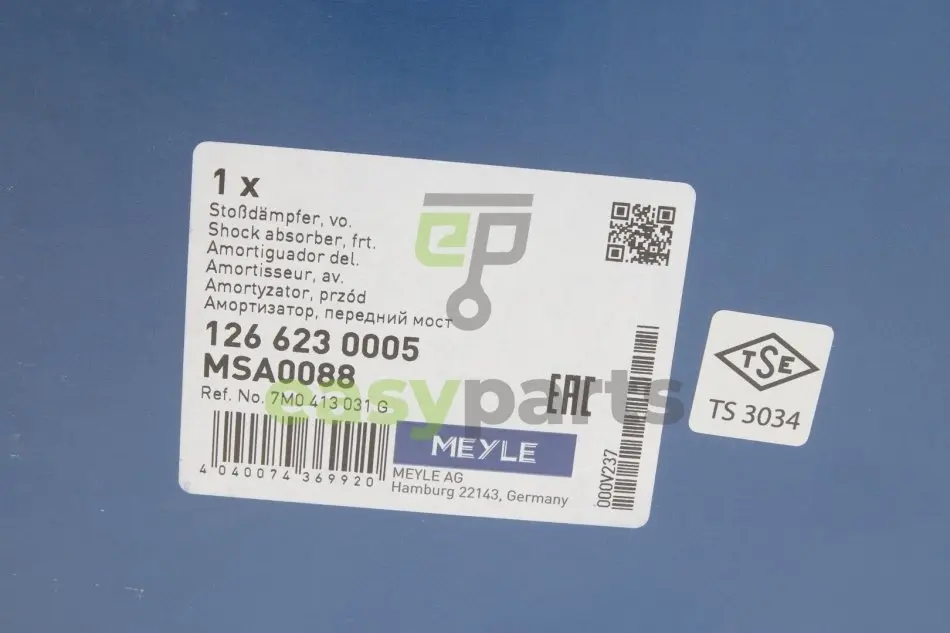 1 x
Stoßdämpfer, vo.
Shock absorber, frt.
Amortiguador del.
Amortisseur, av.
Amortyzator, przód
Амортизатор, передний мост
126 623 0005
MSA0088
Ref. No. 7M0 413 031 G
4 040074 369920
MEYLE
MEYLE AG
Hamburg 22143, Germany
EAC
000V237
TSE
TS 3034
ep
easyparts